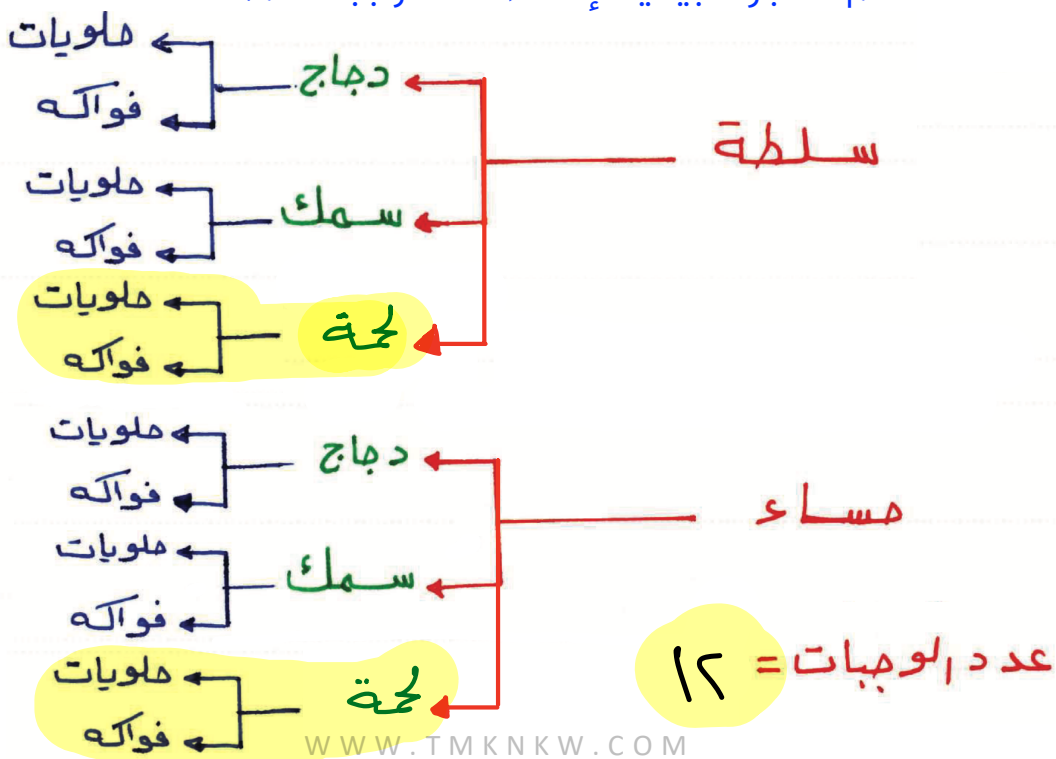 سلطة
دجاج
حلويات
فواكه
سمك
حلويات
فواكه
لحمة
حلويات
فواكه
مساء
دجاج
حلويات
فواكه
سمك
حلويات
فواكه
لحمة
حلويات
فواكه
عدد الوجبات = ١٢
WWW.TMKNKW.COM